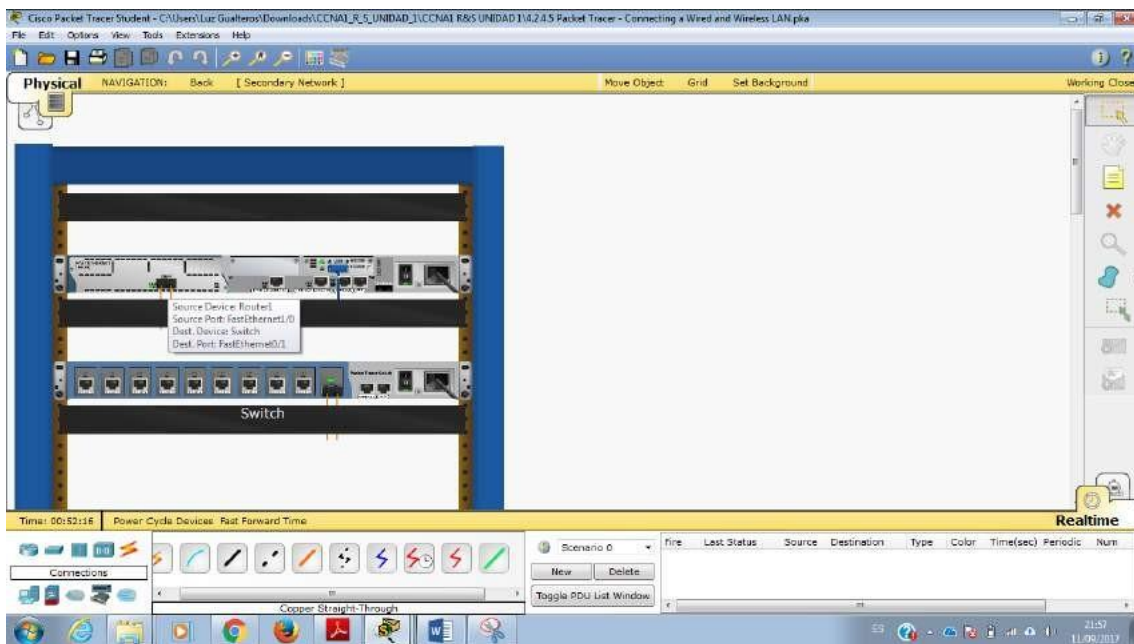 Cisco Packet Tracer Student - C:\Users\Luz Gualteros\Downloads\CCNA1_R_S_UNIDAD_1\CCNA1 R&S UNIDAD 1\4.2.4.5 Packet Tracer - Connecting a Wired and Wireless LAN.pka
File Edit Options View Tools Extensions Help
Physical NAVIGATION: Back [ Secondary Network ] Move Object Grid Set Background Working Close
Source Device: Router1
Source Port: FastEthernet1/0
Dest. Device: Switch
Dest. Port: FastEthernet0/1
Switch
Time: 00:52:16 Power Cycle Devices Fast Forward Time Realtime
Connections
Copper Straight-Through
Scenario 0
New Delete
Toggle PDU List Window
Fire Last Status Source Destination Type Color Time(sec) Periodic Num
ES 21:57
11/09/2017